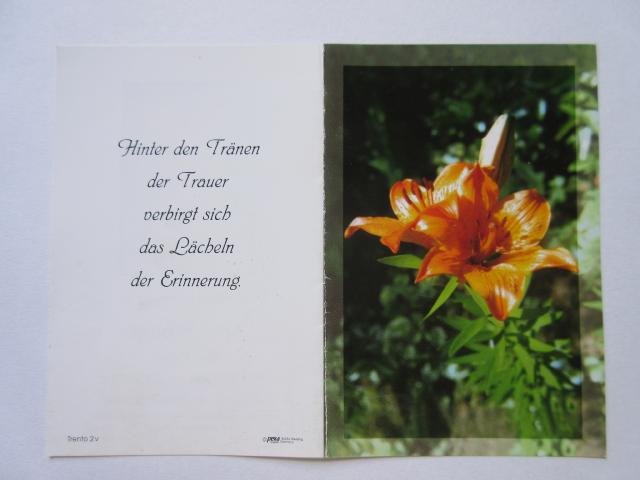 Hinter den Tränen
der Trauer
verbirgt sich
das Lächeln
der Erinnerung.
Trento 2v